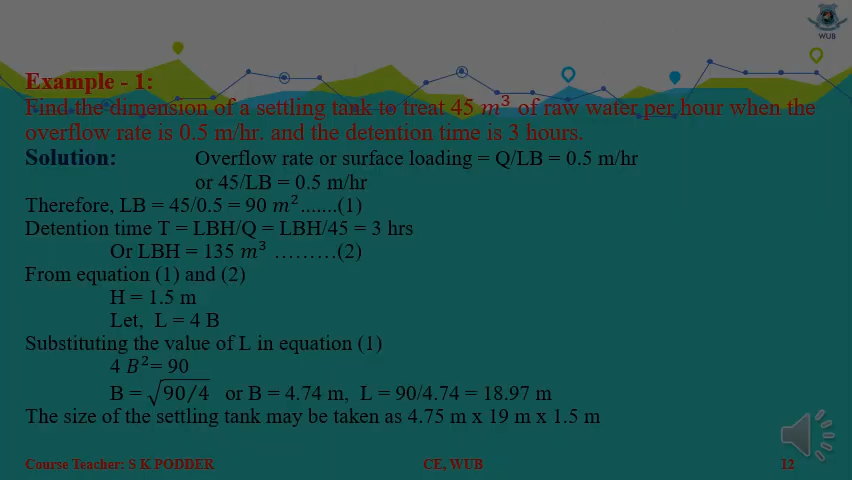 WUB
Example - 1:
Find the dimension of a settling tank to treat 45 m³ of raw water per hour when the
overflow rate is 0.5 m/hr. and the detention time is 3 hours.
Solution: Overflow rate or surface loading = Q/LB = 0.5 m/hr
or 45/LB = 0.5 m/hr
Therefore, LB = 45/0.5 = 90 m² .......(1)
Detention time T = LBH/Q = LBH/45 = 3 hrs
Or LBH = 135 m³ ………(2)
From equation (1) and (2)
H = 1.5 m
Let, L = 4 B
Substituting the value of L in equation (1)
4 B²= 90
B = √90/4 or B = 4.74 m, L = 90/4.74 = 18.97 m
The size of the settling tank may be taken as 4.75 m x 19 m x 1.5 m
Course Teacher: S K PODDER CE, WUB 12